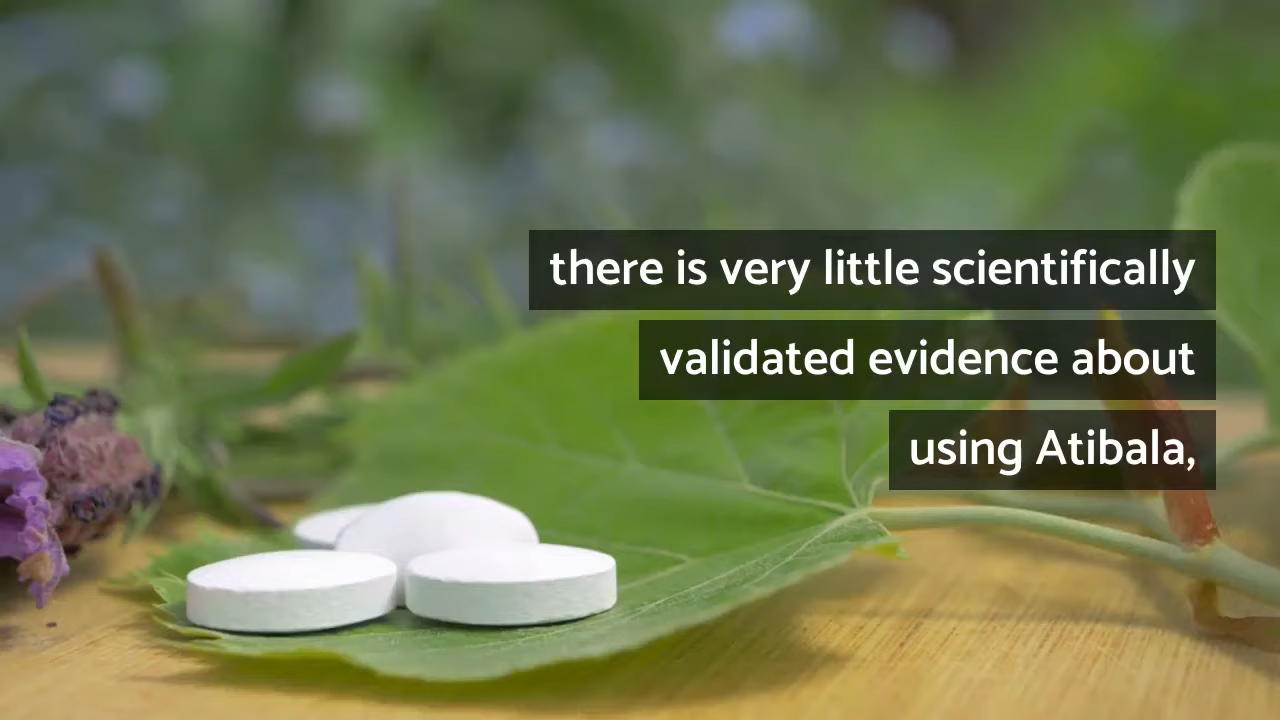 there is very little scientifically
validated evidence about
using Atibala,